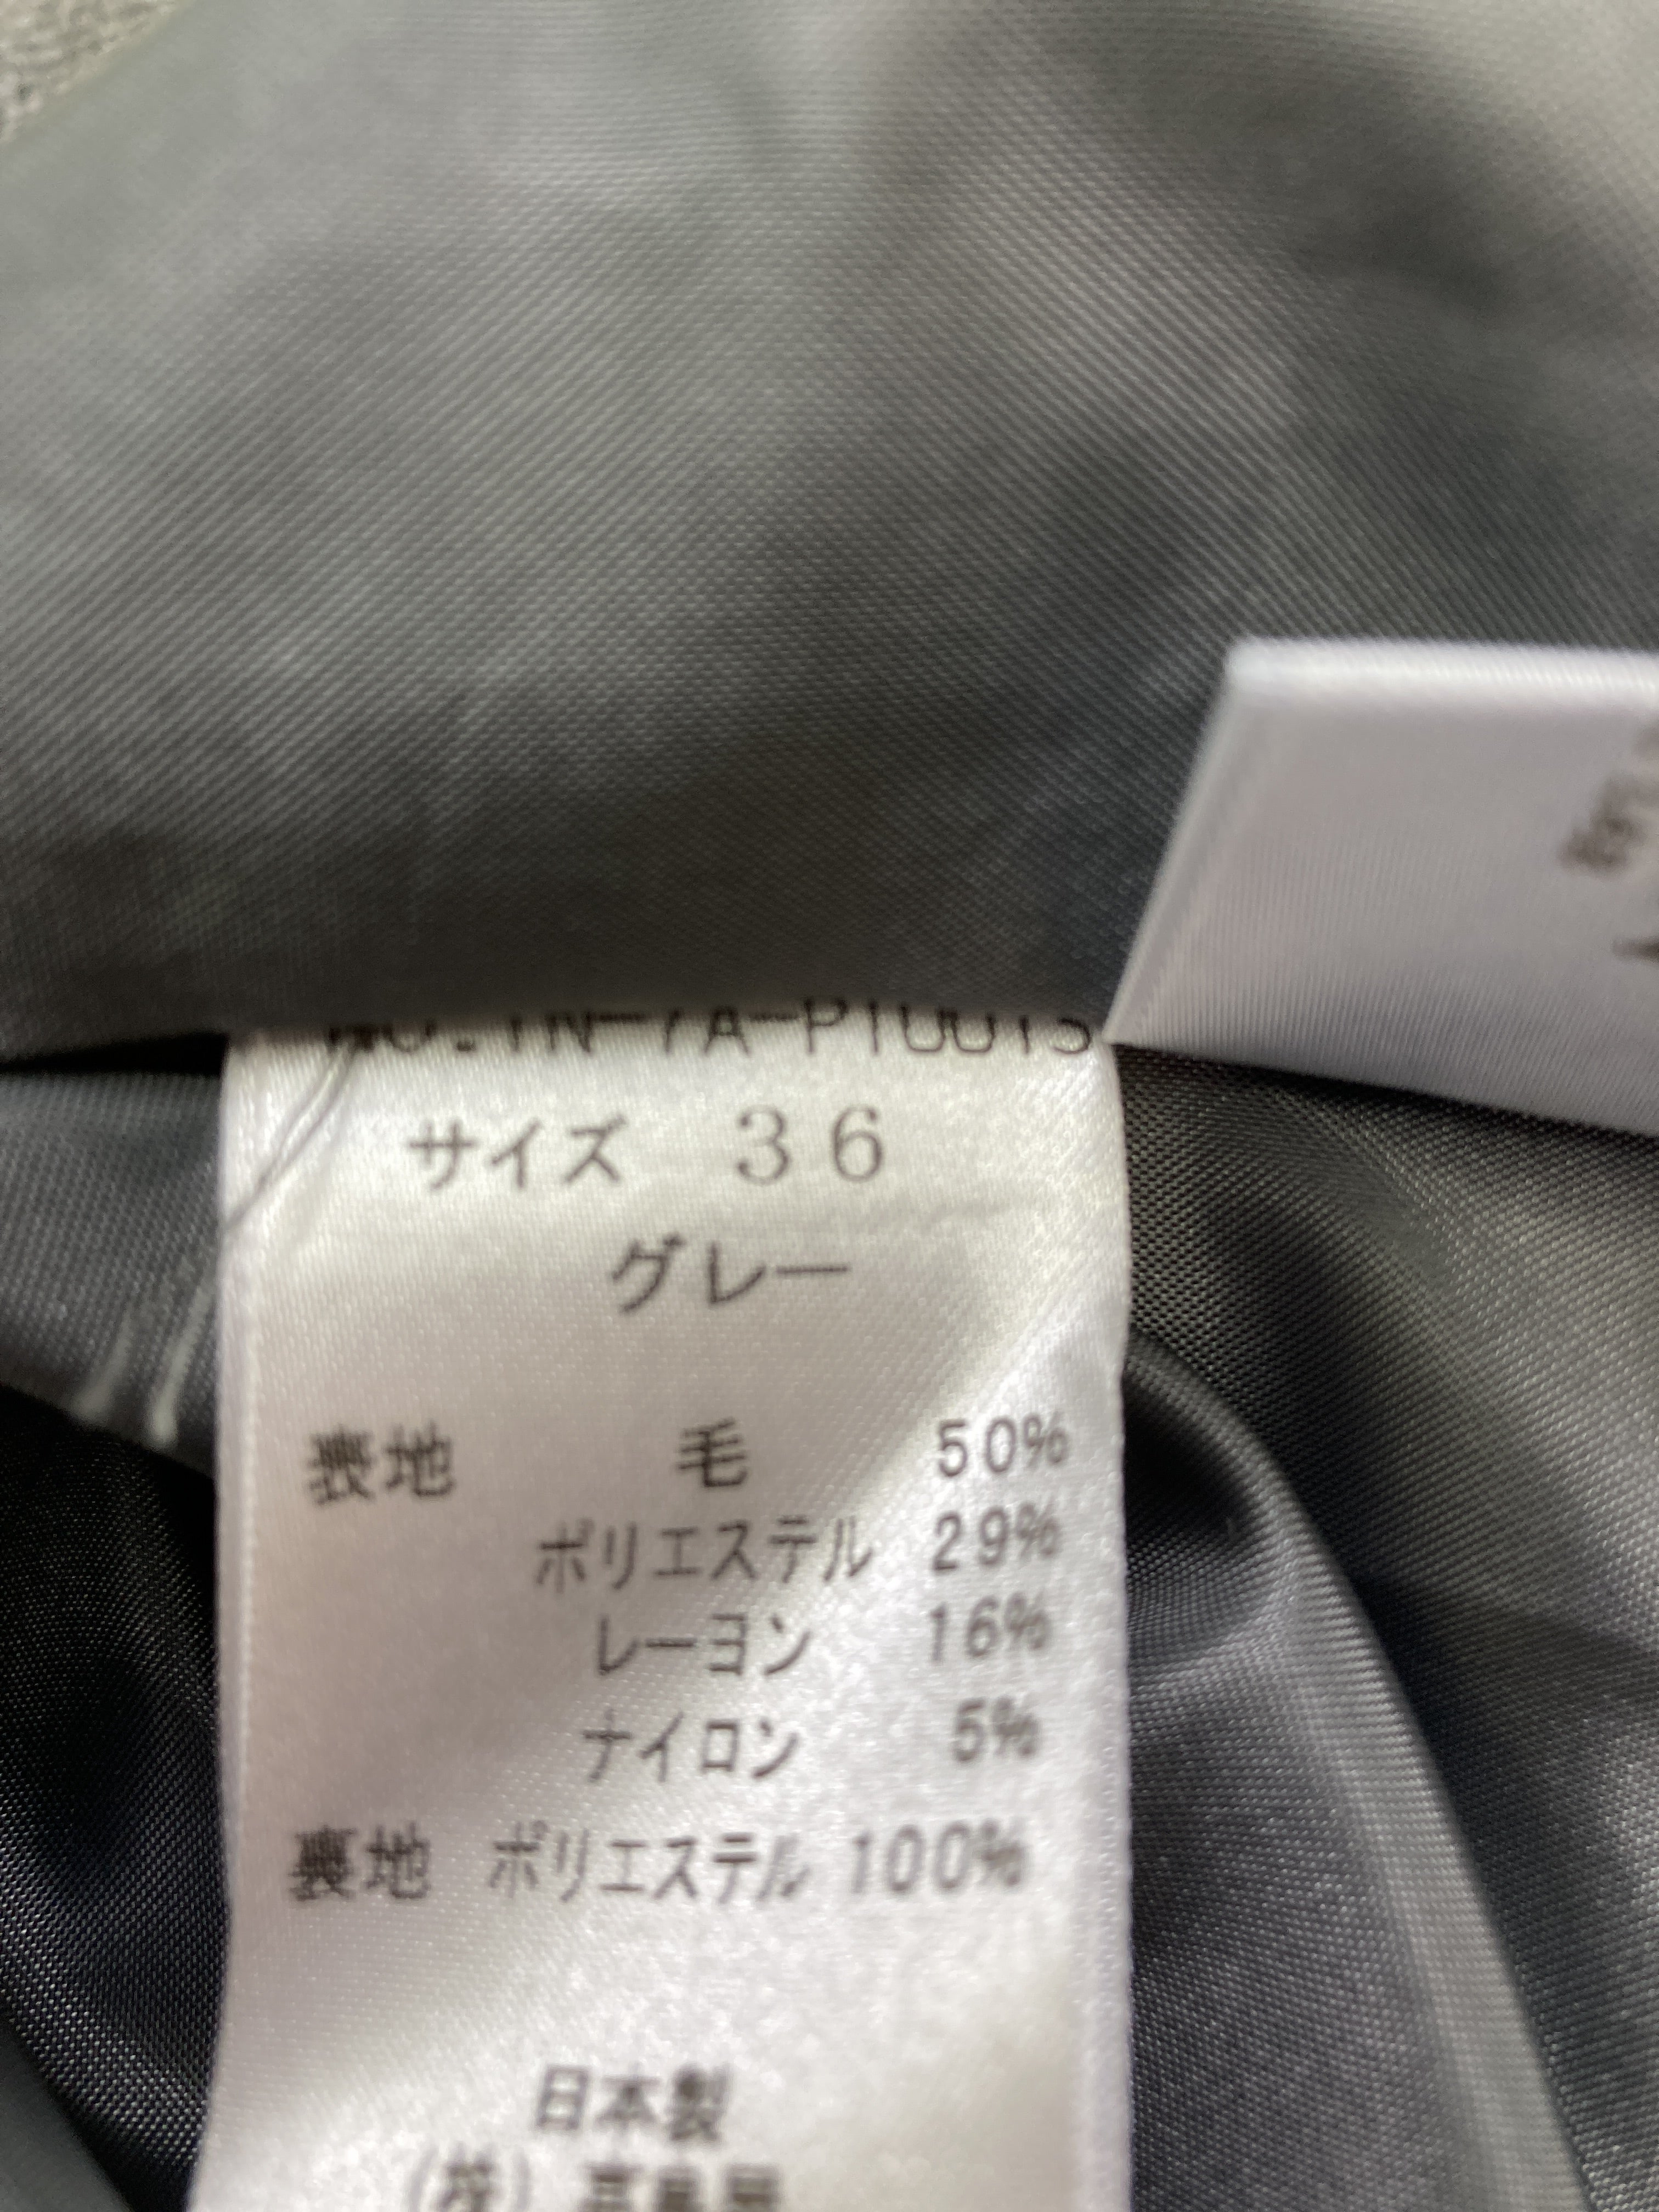 サイズ 36
グレー
表地 毛 50%
ポリエステル 29%
レーヨン 16%
ナイロン 5%
裏地 ポリエステル 100%
日本製
(株)